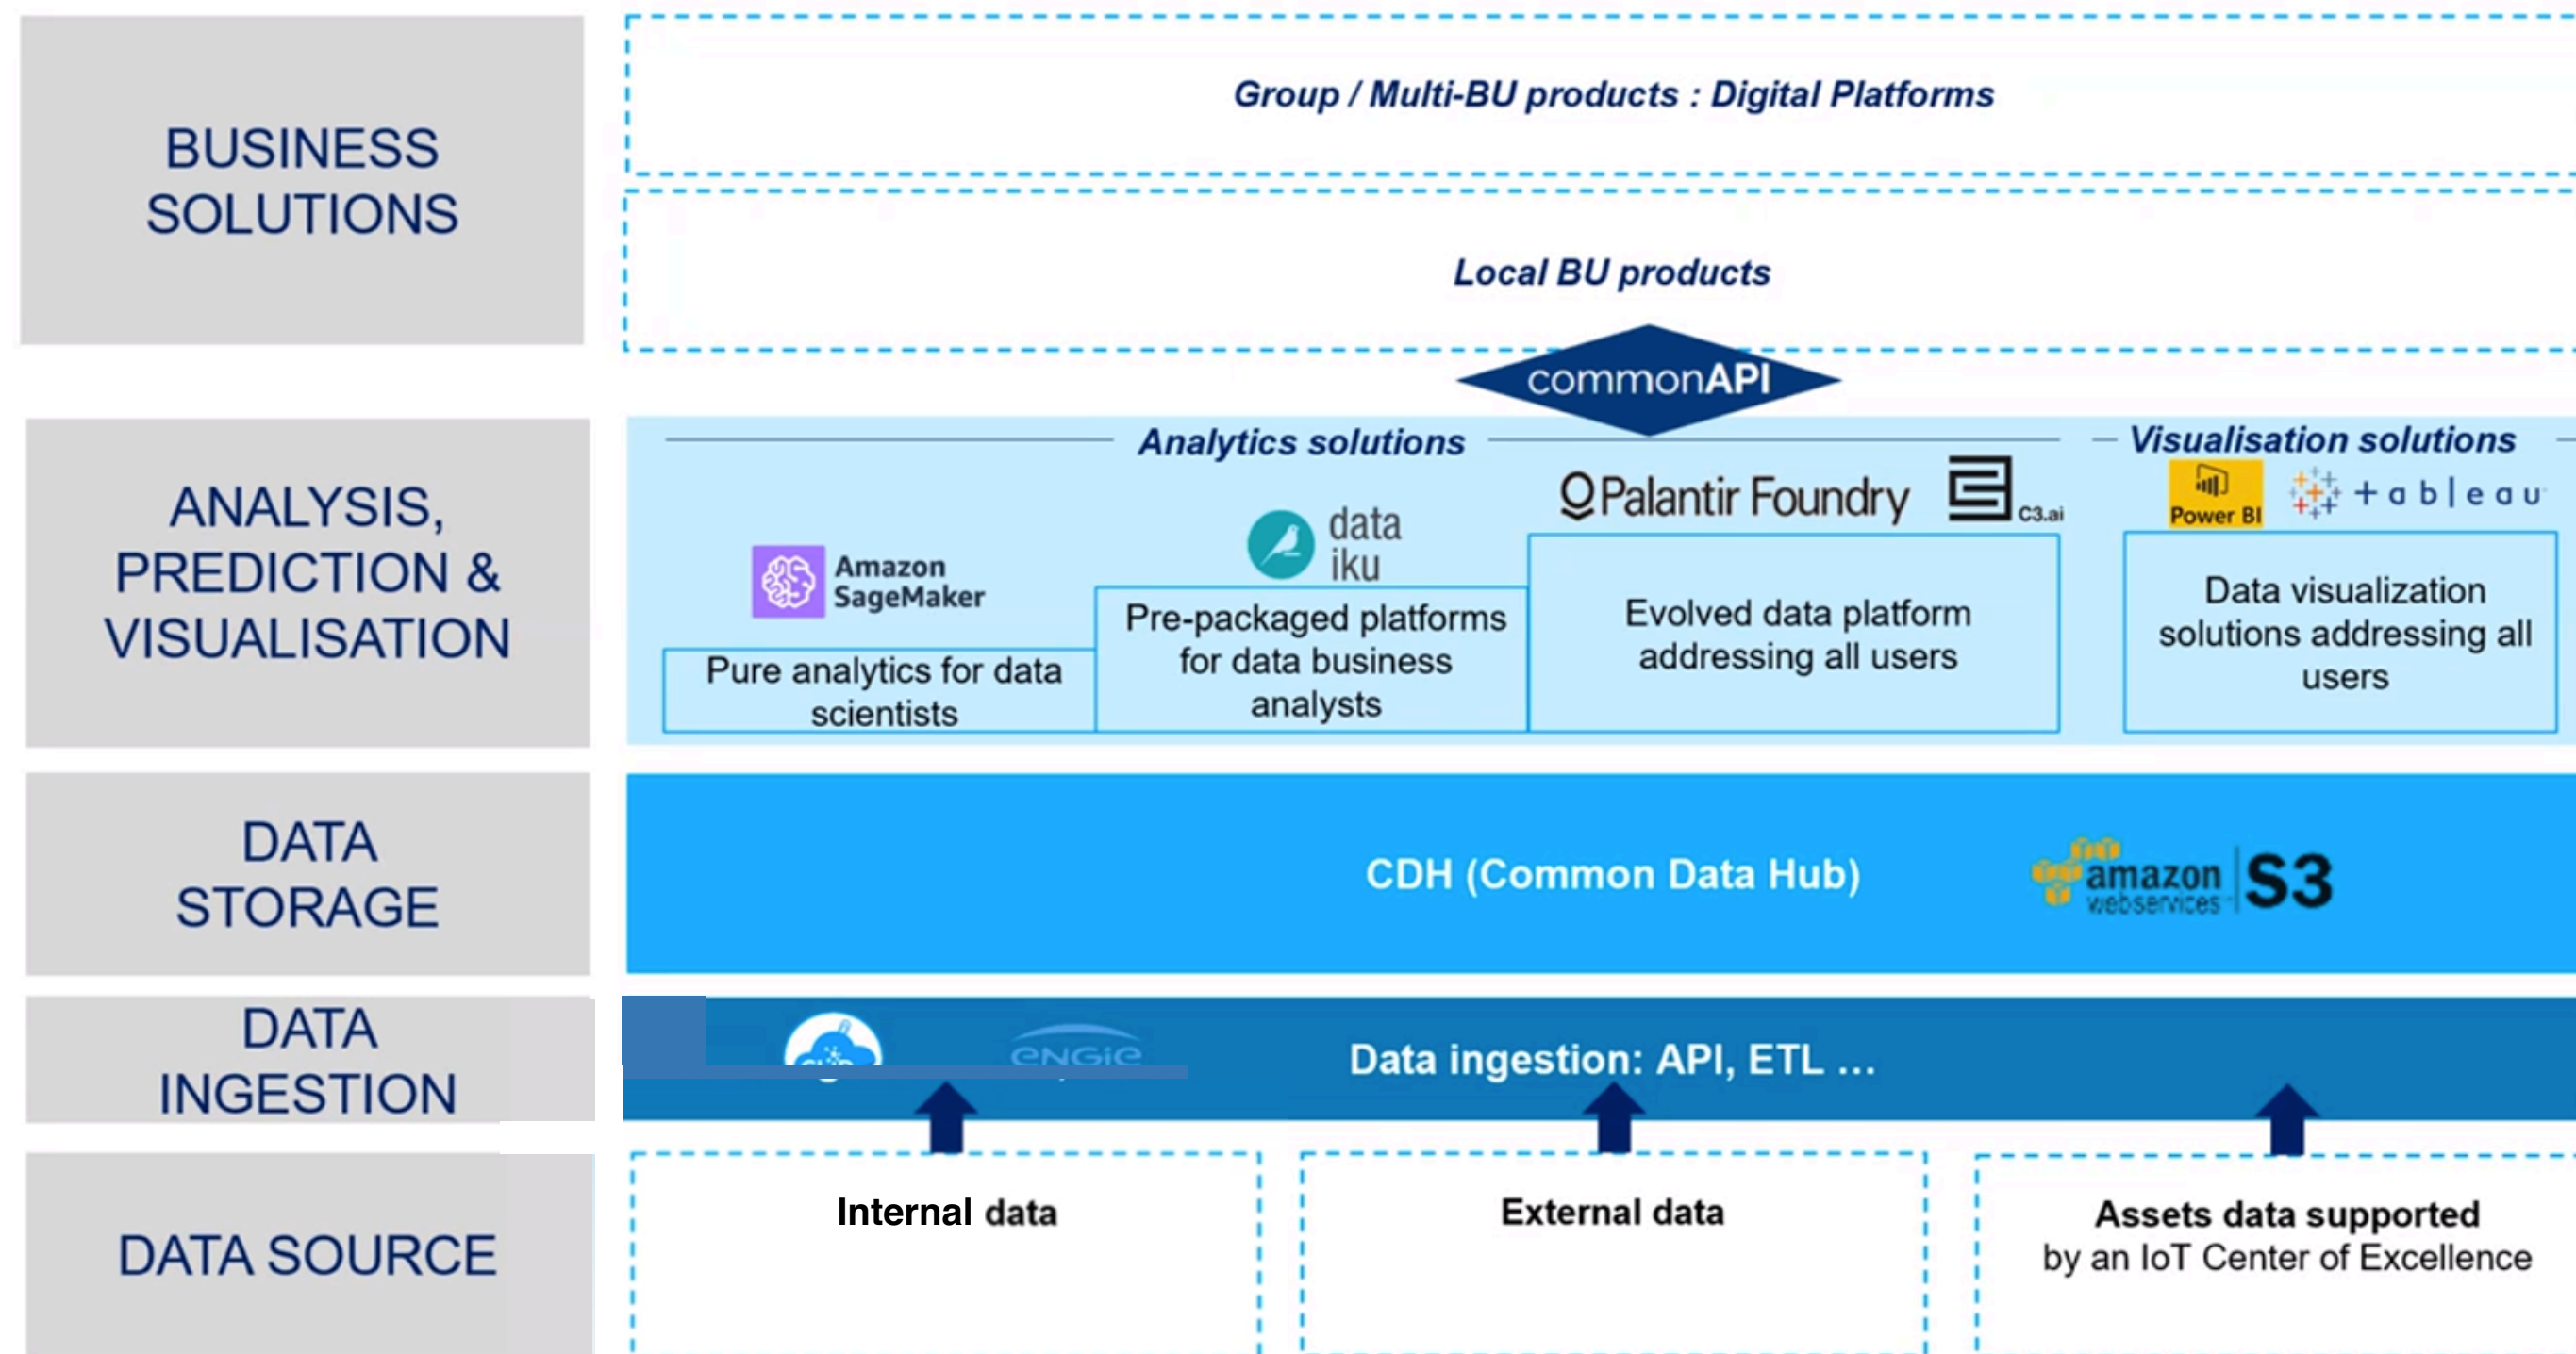 BUSINESS
SOLUTIONS
Group / Multi-BU products : Digital Platforms
Local BU products
commonAPI
ANALYSIS,
PREDICTION &
VISUALISATION
Analytics solutions
Visualisation solutions
Amazon
SageMaker
data
iku
Palantir Foundry
C3.ai
Power BI
+ableau
Pure analytics for data
scientists
Pre-packaged platforms
for data business
analysts
Evolved data platform
addressing all users
Data visualization
solutions addressing all
users
DATA
STORAGE
CDH (Common Data Hub)
amazon
webservices
S3
DATA
INGESTION
ENGIE
Data ingestion: API, ETL ...
DATA SOURCE
Internal data
External data
Assets data supported
by an IoT Center of Excellence